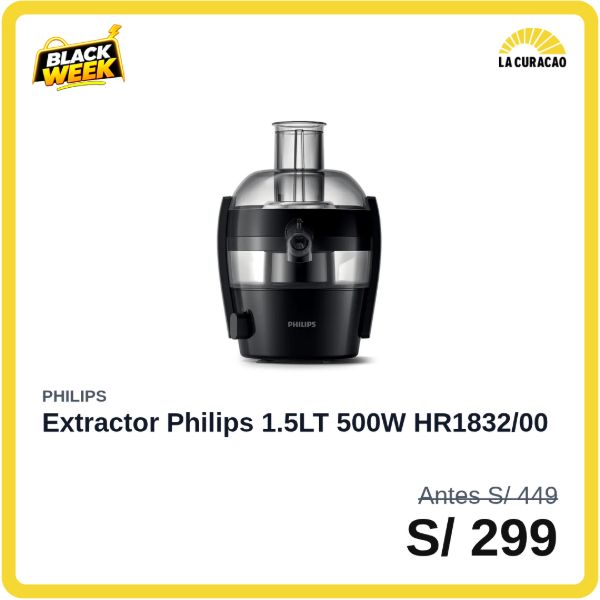 BLACK
WEEK
LA CURACAO
PHILIPS
PHILIPS
Extractor Philips 1.5LT 500W HR1832/00
Antes S/ 449
S/ 299